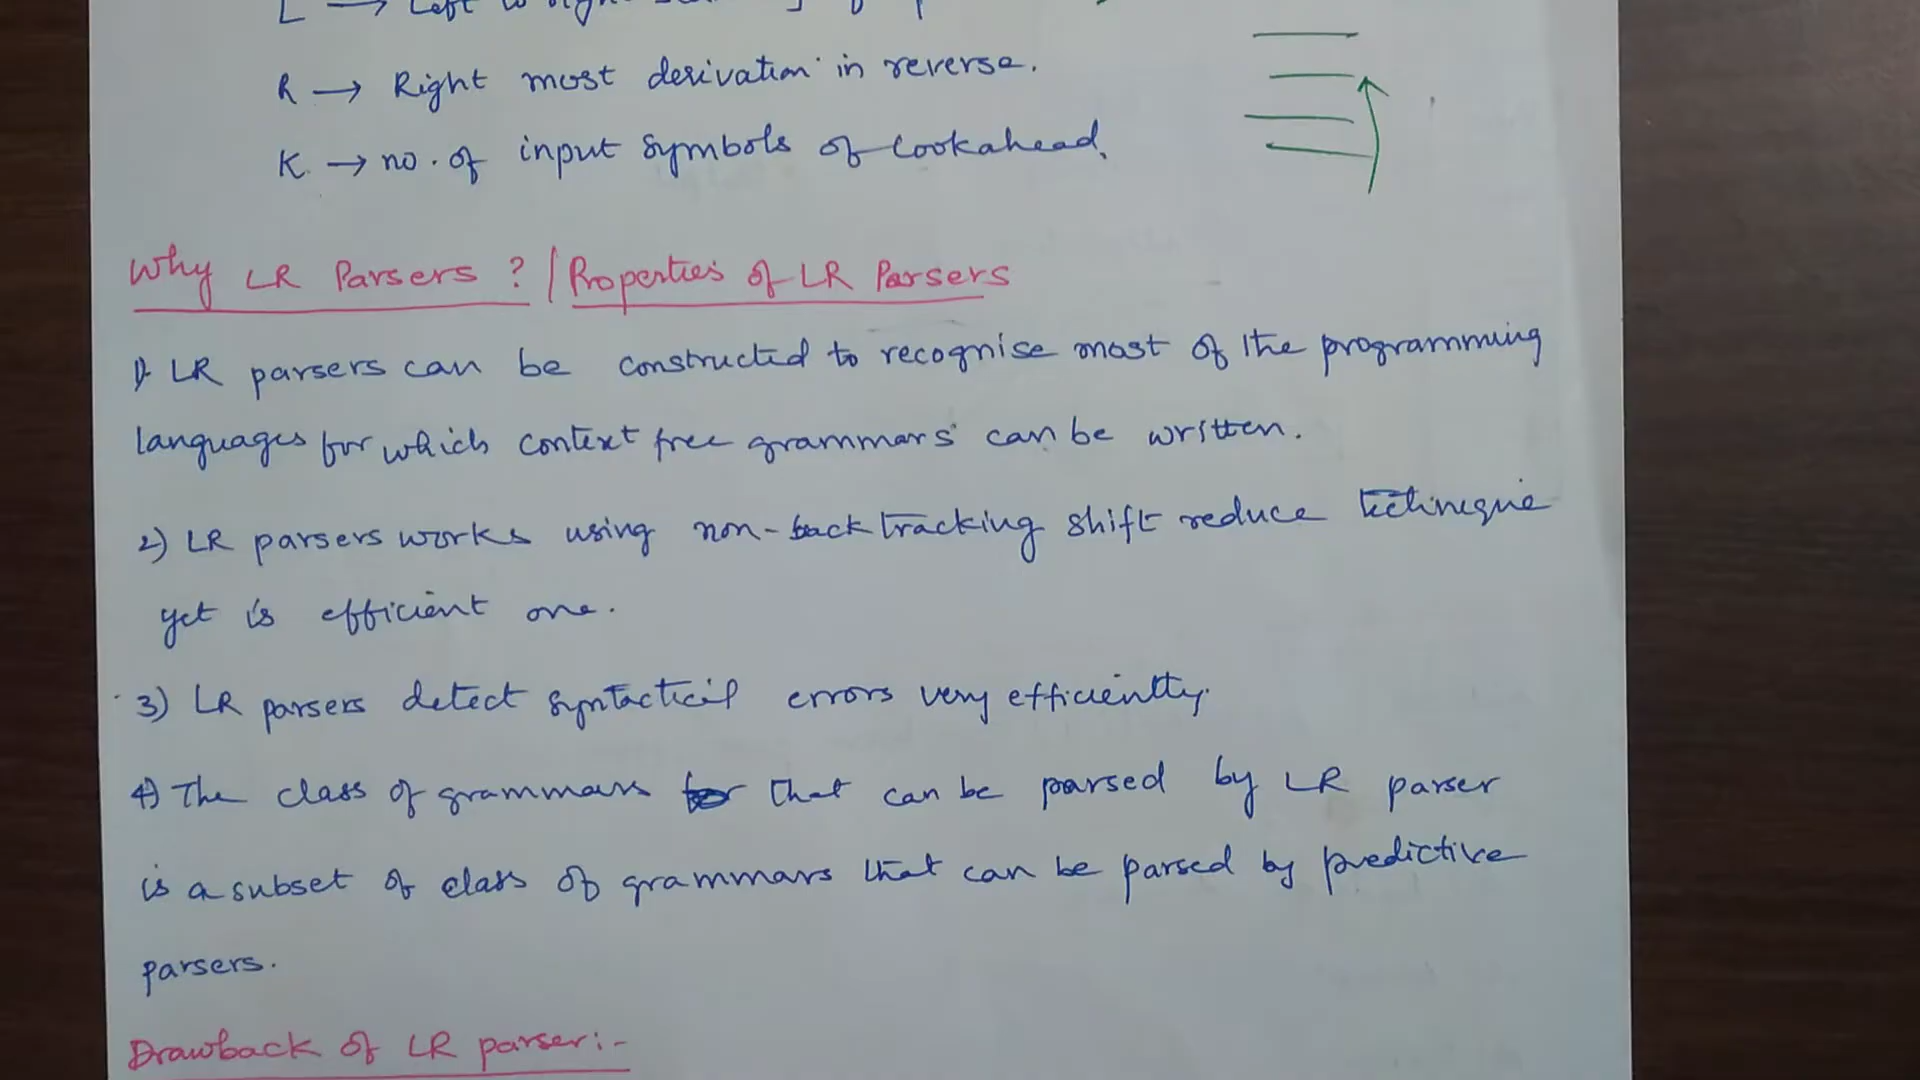 L → Left to right
R → Right most derivation in reverse.
K → no. of input symbols of Lookahead.
Why LR Parsers ? / Properties of LR Parsers
1) LR parsers can be constructed to recognise most of the programming
languages for which context free grammars can be written.
2) LR parsers works using non-backtracking shift reduce technique
yet is efficient one.
3) LR parsers detect syntactical errors very efficiently.
4) The class of grammars that can be parsed by LR parser
is a subset of class of grammars that can be parsed by predictive
parsers.
Drawback of LR parser:-